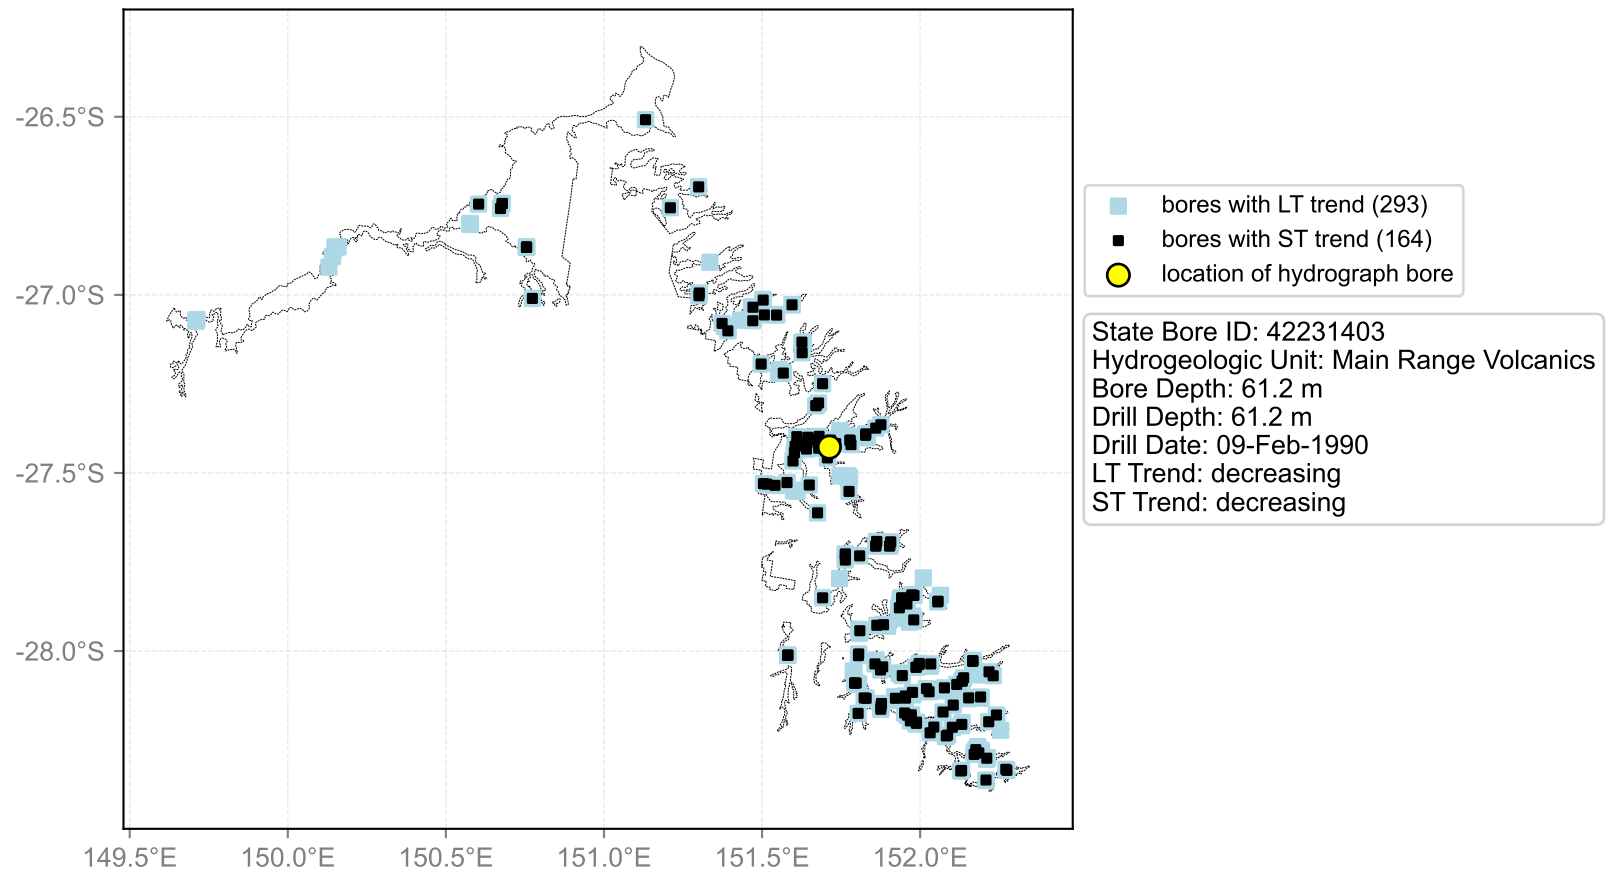 -26.5°S
-27.0°S
-27.5°S
-28.0°S
149.5°E
150.0°E
150.5°E
151.0°E
151.5°E
152.0°E
bores with LT trend (293)
bores with ST trend (164)
location of hydrograph bore
State Bore ID: 42231403
Hydrogeologic Unit: Main Range Volcanics
Bore Depth: 61.2 m
Drill Depth: 61.2 m
Drill Date: 09-Feb-1990
LT Trend: decreasing
ST Trend: decreasing